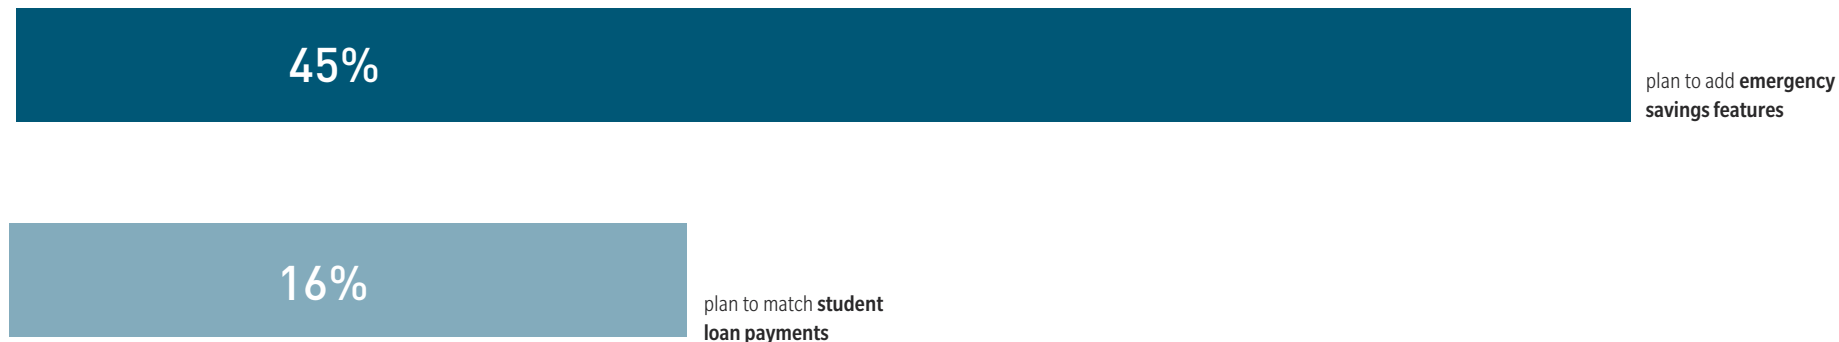 45%
plan to add emergency
savings features
16%
plan to match student
loan payments